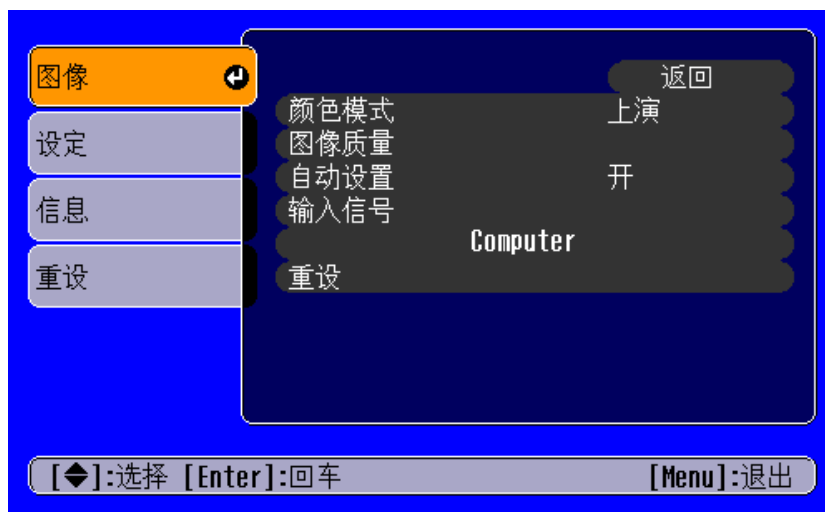 图像
设定
信息
重设
返回
颜色模式 上演
图像质量
自动设置 开
输入信号
Computer
重设
[◆]:选择 [Enter]:回车 [Menu]:退出